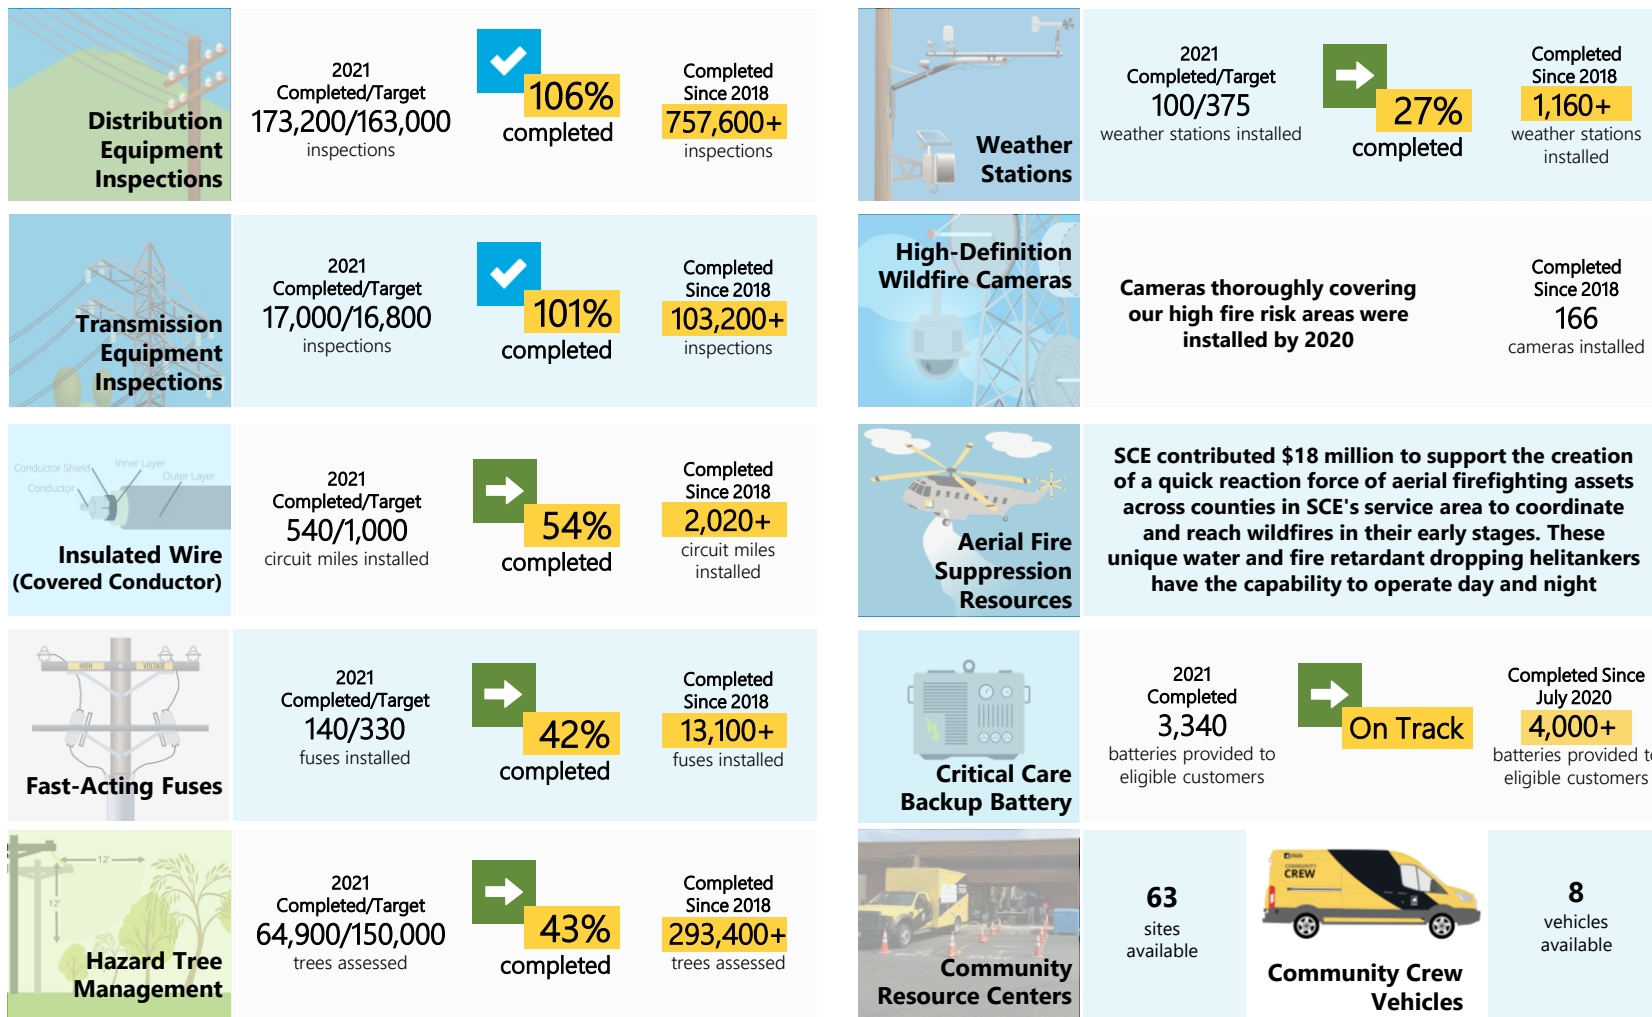 Distribution
Equipment
Inspections
2021
Completed/Target
173,200/163,000
inspections
106%
completed
Completed
Since 2018
757,600+
inspections
Transmission
Equipment
Inspections
2021
Completed/Target
17,000/16,800
inspections
101%
completed
Completed
Since 2018
103,200+
inspections
Conductor Shield
Inner Layer
Conductor
Outer Layer
Insulated Wire
(Covered Conductor)
2021
Completed/Target
540/1,000
circuit miles installed
54%
completed
Completed
Since 2018
2,020+
circuit miles
installed
HIGH
VOLTAGE
Fast-Acting Fuses
2021
Completed/Target
140/330
fuses installed
42%
completed
Completed
Since 2018
13,100+
fuses installed
12'
12'
Hazard Tree
Management
2021
Completed/Target
64,900/150,000
trees assessed
43%
completed
Completed
Since 2018
293,400+
trees assessed
Weather
Stations
2021
Completed/Target
100/375
weather stations installed
27%
completed
Completed
Since 2018
1,160+
weather stations
installed
High-Definition
Wildfire Cameras
Cameras thoroughly covering
our high fire risk areas were
installed by 2020
Completed
Since 2018
166
cameras installed
Aerial Fire
Suppression
Resources
SCE contributed $18 million to support the creation
of a quick reaction force of aerial firefighting assets
across counties in SCE's service area to coordinate
and reach wildfires in their early stages. These
unique water and fire retardant dropping helitankers
have the capability to operate day and night
Critical Care
Backup Battery
2021
Completed
3,340
batteries provided to
eligible customers
On Track
Completed Since
July 2020
4,000+
batteries provided to
eligible customers
Community
Resource Centers
63
sites
available
COMMUNITY
CREW
Community Crew
Vehicles
8
vehicles
available